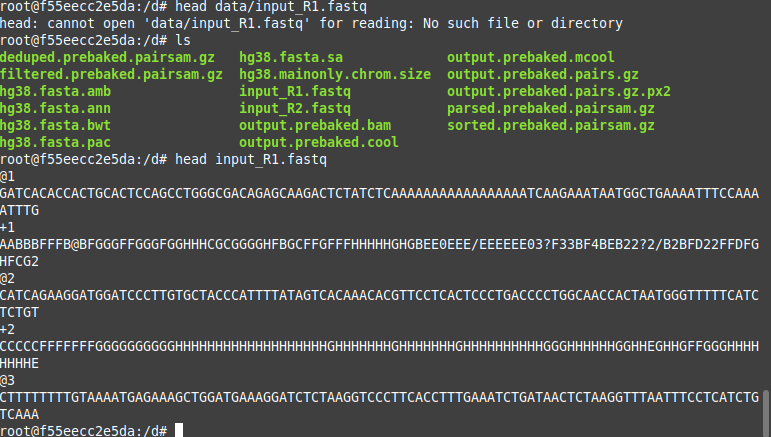 root@f55eecc2e5da:/d# head data/input_R1.fastq
head: cannot open 'data/input_R1.fastq' for reading: No such file or directory
root@f55eecc2e5da:/d# ls
deduped.prebaked.pairsam.gz   hg38.fasta.sa             output.prebaked.mcool
filtered.prebaked.pairsam.gz  hg38.mainonly.chrom.size  output.prebaked.pairs.gz
hg38.fasta.amb                input_R1.fastq            output.prebaked.pairs.gz.px2
hg38.fasta.ann                input_R2.fastq            parsed.prebaked.pairsam.gz
hg38.fasta.bwt                output.prebaked.bam       sorted.prebaked.pairsam.gz
hg38.fasta.pac                output.prebaked.cool
root@f55eecc2e5da:/d# head input_R1.fastq
@1
GATCACACCACTGCACTCCAGCCTGGGCGACAGAGCAAGACTCTATCTCAAAAAAAAAAAAAAAAATCAAGAAATAATGGCTGAAAATTTCCAAA
ATTTG
+1
AABBBFFFB@BFGGGFFGGGFGGHHHCGCGGGGHFBGCFFGFFFHHHHHGHGBEE0EEE/EEEEEE03?F33BF4BEB22?2/B2BFD22FFDFG
HFCG2
@2
CATCAGAAGGATGGATCCCTTGTGCTACCCATTTTATAGTCACAAACACGTTCCTCACTCCCTGACCCCTGGCAACCACTAATGGGTTTTTCATC
TCTGT
+2
CCCCCFFFFFFFGGGGGGGGGGHHHHHHHHHHHHHHHHHHHGHHHHHHHGHHHHHHHGHHHHHHHHHHGGGHHHHHHGGHHEGHHGFFGGGHHHH
HHHHE
@3
CTTTTTTTTGTAAAATGAGAAAGCTGGATGAAAGGATCTCTAAGGTCCCTTCACCTTTGAAATCTGATAACTCTAAGGTTTAATTTCCTCATCTG
TCAAA
root@f55eecc2e5da:/d#